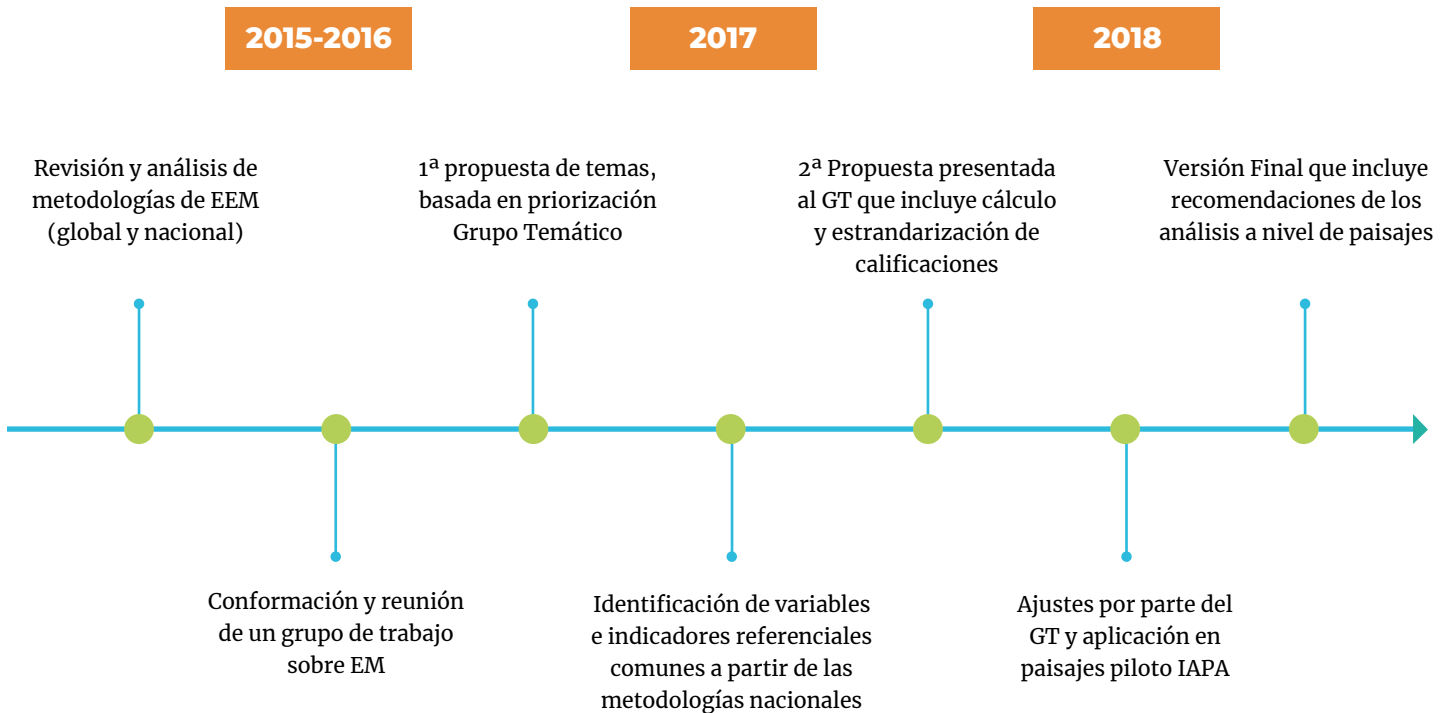 2015-2016
2017
2018
Revisión y análisis de
metodologías de EEM
(global y nacional)
1ª propuesta de temas,
basada en priorización
Grupo Temático
2ª Propuesta presentada
al GT que incluye cálculo
y estrandarización de
calificaciones
Versión Final que incluye
recomendaciones de los
análisis a nivel de paisajes
Conformación y reunión
de un grupo de trabajo
sobre EM
Identificación de variables
e indicadores referenciales
comunes a partir de las
metodologías nacionales
Ajustes por parte del
GT y aplicación en
paisajes piloto IAPA